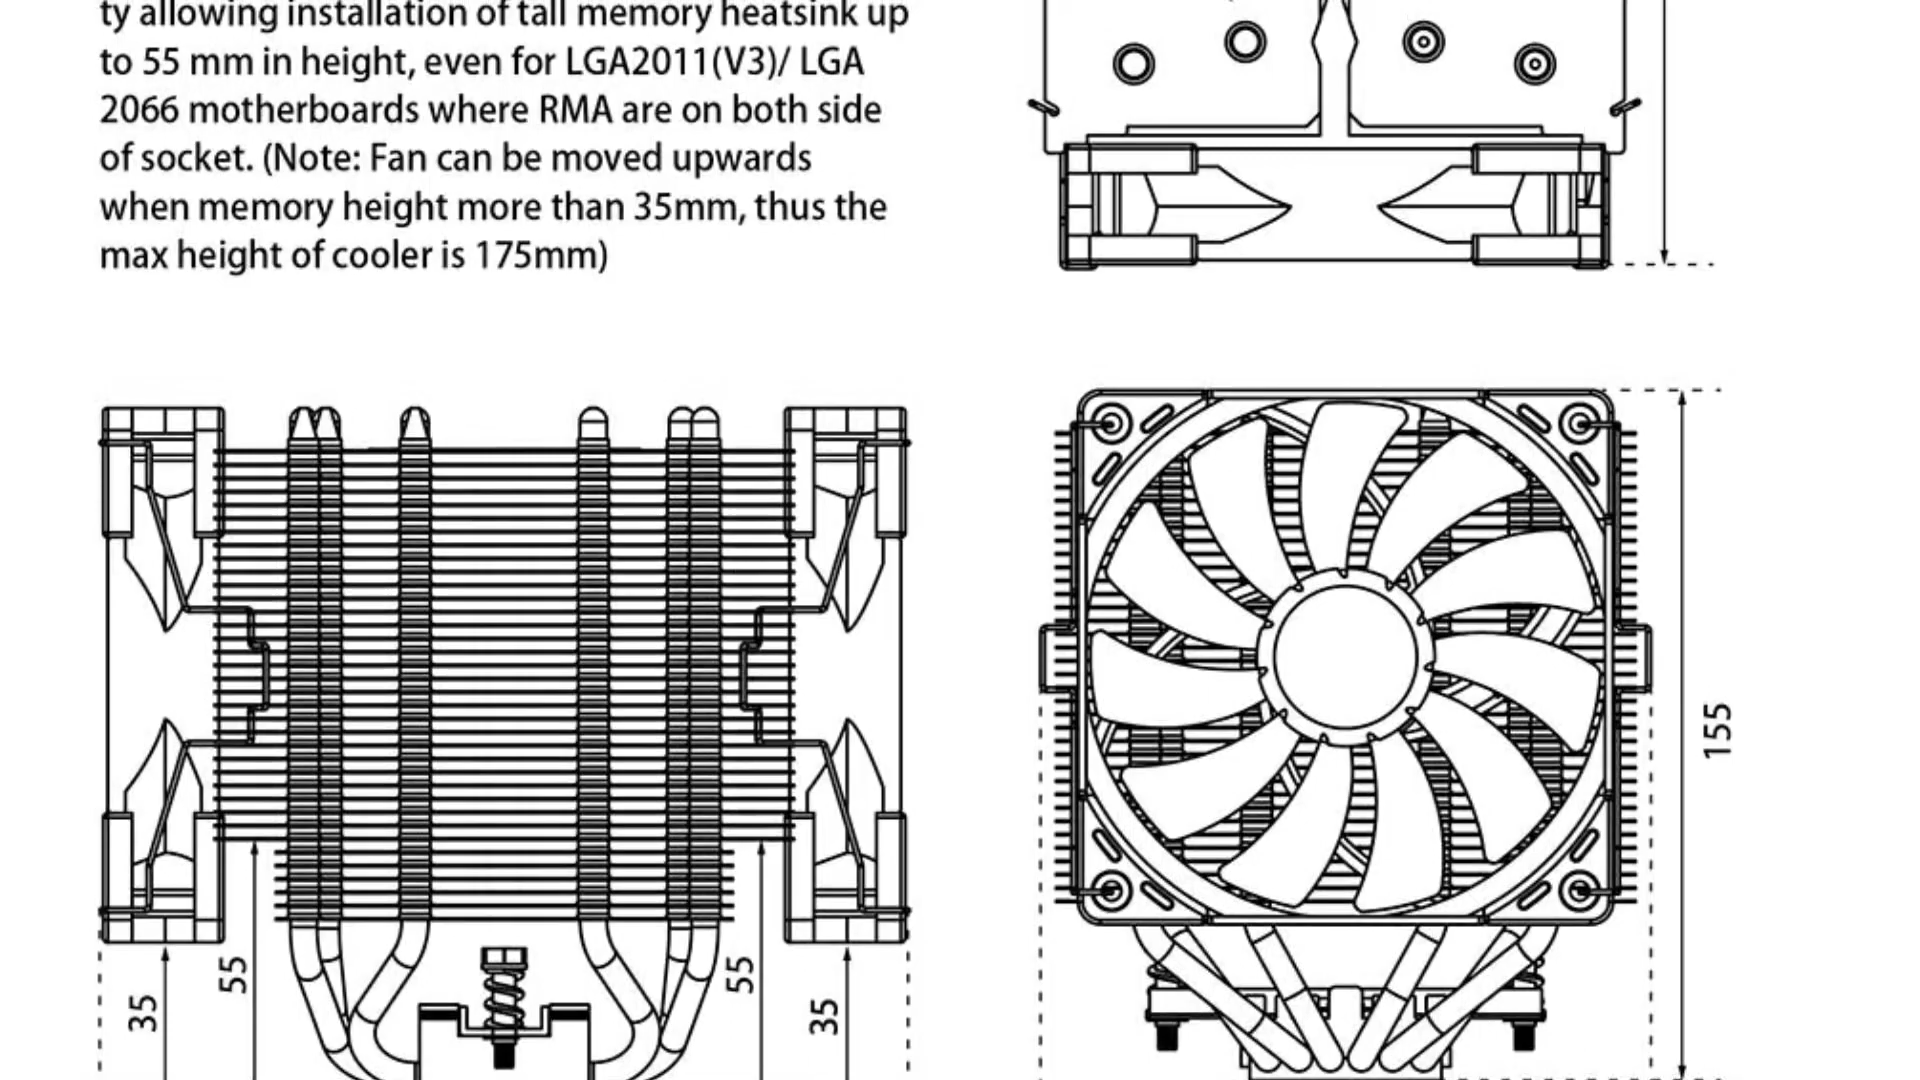 ty allowing installation of tall memory heatsink up
to 55 mm in height, even for LGA2011(V3)/ LGA
2066 motherboards where RMA are on both side
of socket. (Note: Fan can be moved upwards
when memory height more than 35mm, thus the
max height of cooler is 175mm)
155
35
55
55
35